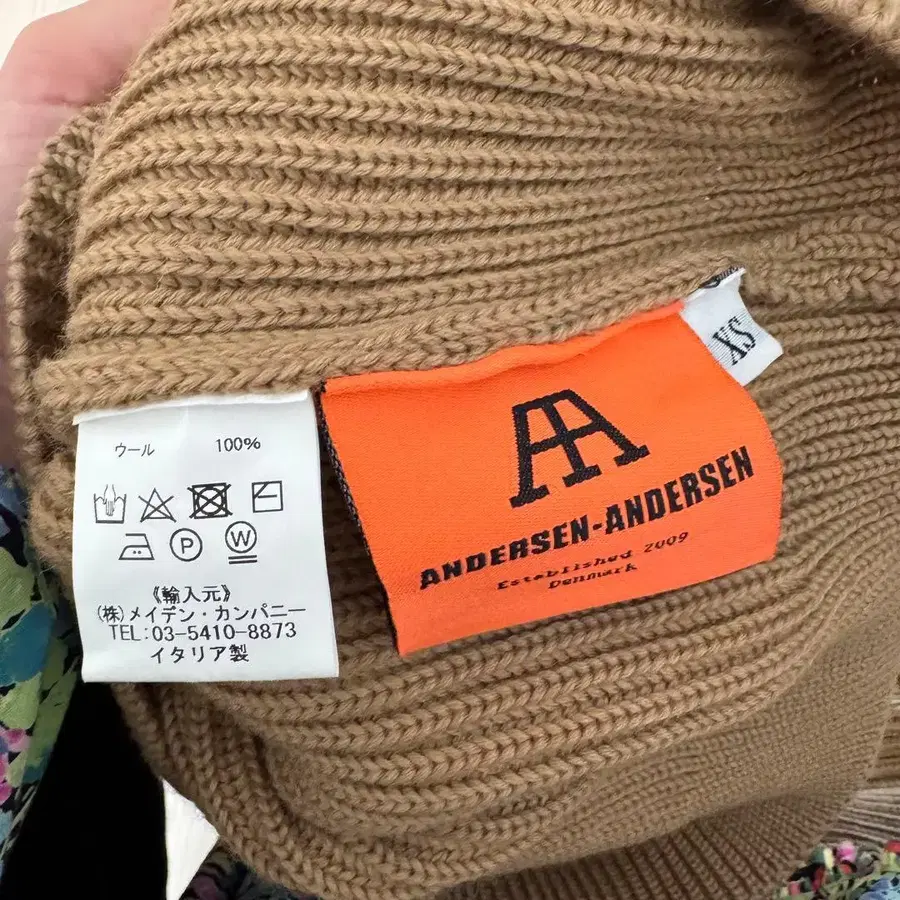 ウール 100%
P W
《輸入元》
(株)メイデン・カンパニー
TEL:03-5410-8873
イタリア製
XS
ANDERSEN-ANDERSEN
Established 2009
Denmark